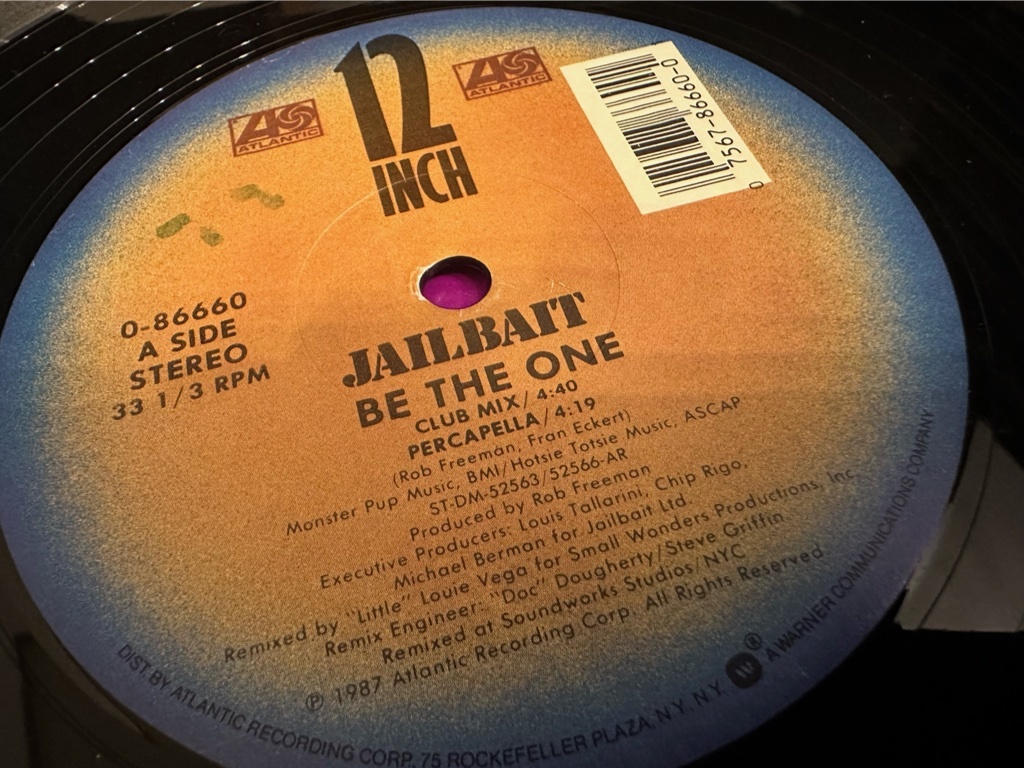 12
INCH
ATLANTIC
ATLANTIC
0 7567-86660-0
0-86660
A SIDE
STEREO
33 1/3 RPM
JAILBAIT
BE THE ONE
CLUB MIX/4:40
PERCAPELLA/4:19
(Rob Freeman, Fran Eckert)
Monster Pup Music, BMI/Hotsie Totsie Music, ASCAP
ST-DM-52563/52566-AR
Produced by Rob Freeman
Executive Producers: Louis Tallarini, Chip Rigo,
Michael Berman for Jailbait Ltd.
Remixed by "Little" Louie Vega for Small Wonders Productions, Inc.
Remix Engineer: "Doc" Dougherty/Steve Griffin
Remixed at Soundworks Studios/NYC
℗ 1987 Atlantic Recording Corp. All Rights Reserved
DIST. BY ATLANTIC RECORDING CORP., 75 ROCKEFELLER PLAZA, N.Y. N.Y. ® A WARNER COMMUNICATIONS COMPANY